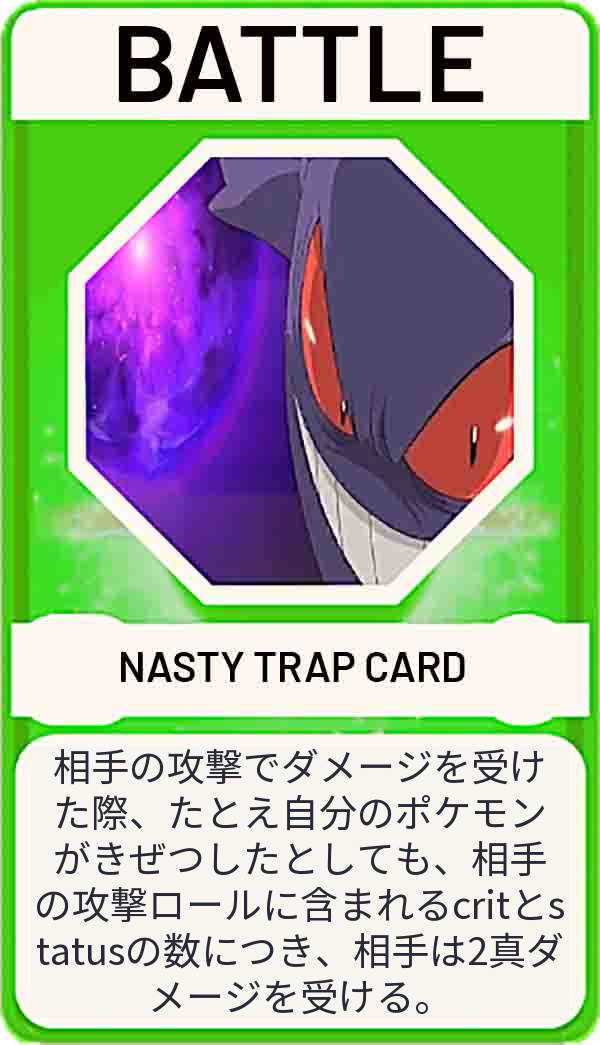 BATTLE
NASTY TRAP CARD
相手の攻撃でダメージを受け
た際、たとえ自分のポケモン
がきぜつしたとしても、相手
の攻撃ロールに含まれるcritとs
tatusの数につき、相手は2真ダ
メージを受ける。